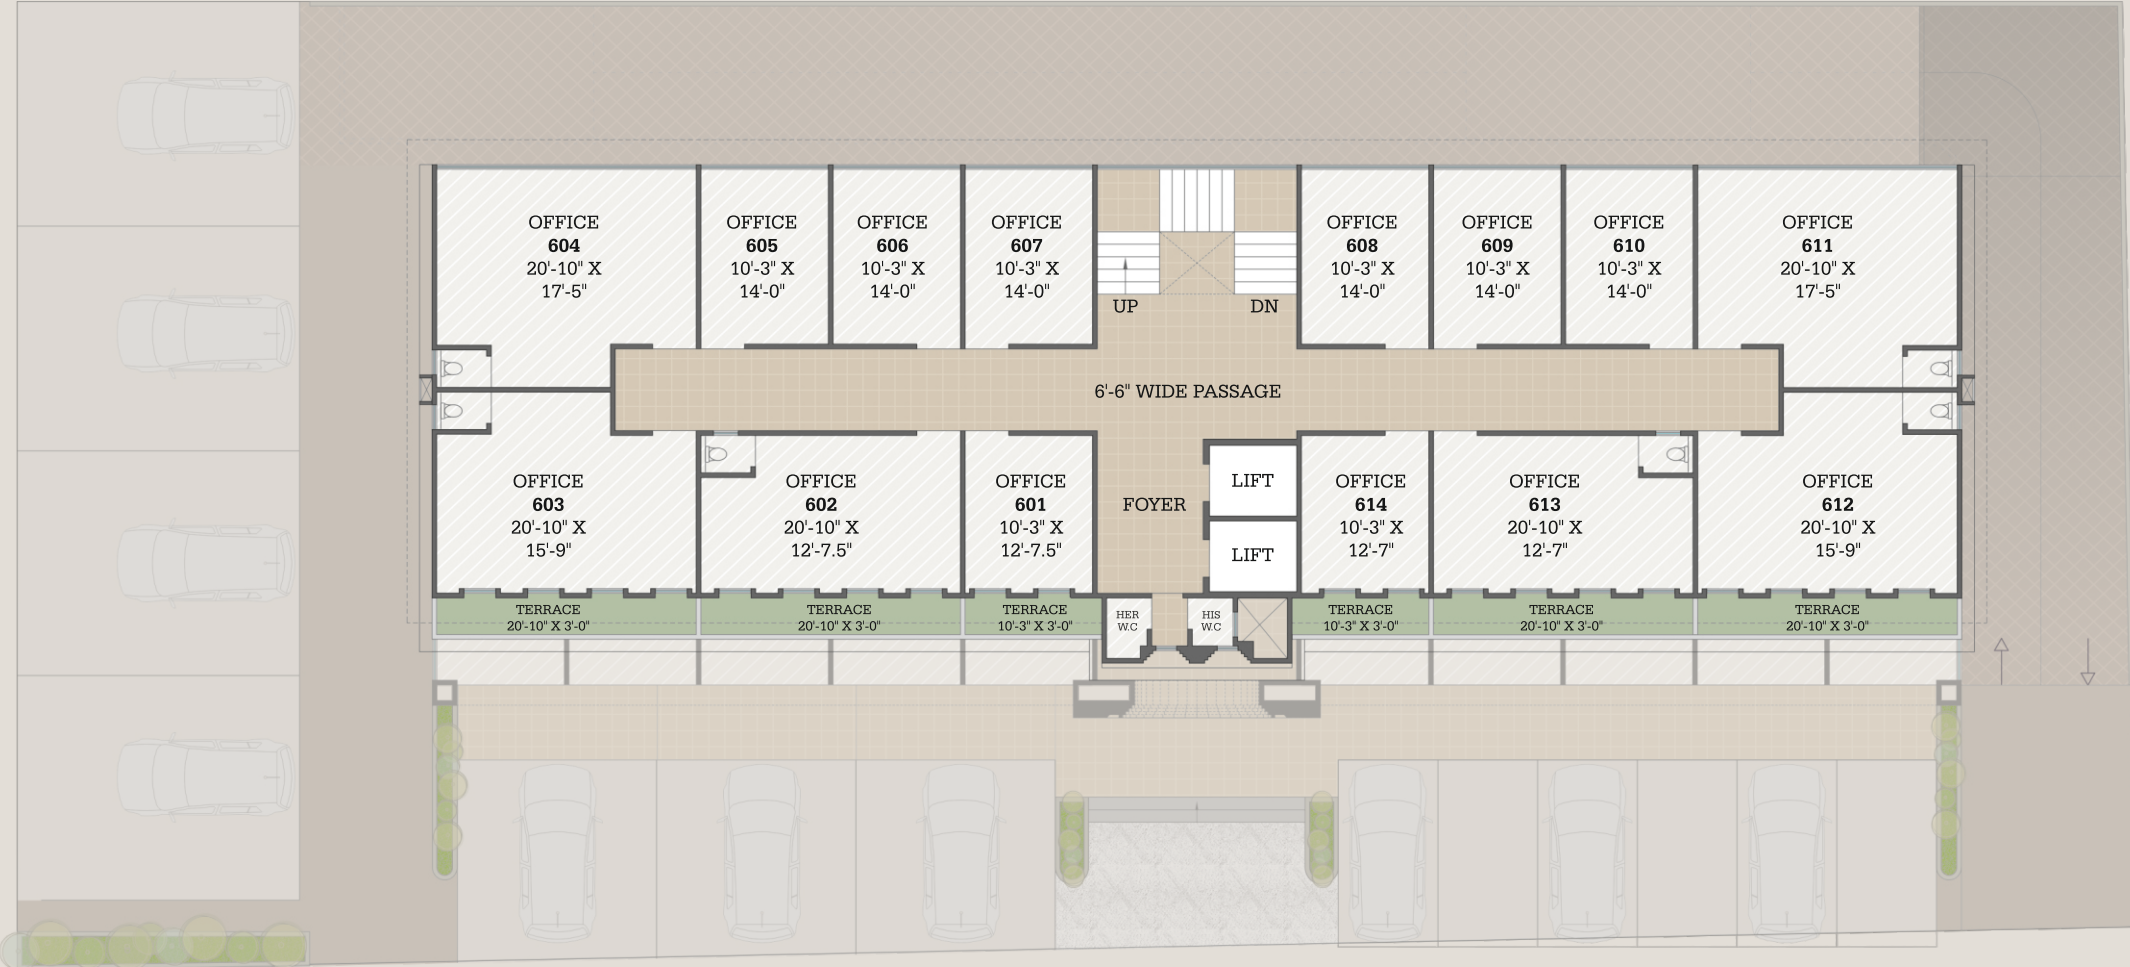 OFFICE
604
20'-10" X
17'-5"
OFFICE
605
10'-3" X
14'-0"
OFFICE
606
10'-3" X
14'-0"
OFFICE
607
10'-3" X
14'-0"
UP
DN
OFFICE
608
10'-3" X
14'-0"
OFFICE
609
10'-3" X
14'-0"
OFFICE
610
10'-3" X
14'-0"
OFFICE
611
20'-10" X
17'-5"
6'-6" WIDE PASSAGE
OFFICE
603
20'-10" X
15'-9"
OFFICE
602
20'-10" X
12'-7.5"
OFFICE
601
10'-3" X
12'-7.5"
FOYER
LIFT
LIFT
OFFICE
614
10'-3" X
12'-7"
OFFICE
613
20'-10" X
12'-7"
OFFICE
612
20'-10" X
15'-9"
TERRACE
20'-10" X 3'-0"
TERRACE
20'-10" X 3'-0"
TERRACE
10'-3" X 3'-0"
HER
W.C
HIS
W.C
TERRACE
10'-3" X 3'-0"
TERRACE
20'-10" X 3'-0"
TERRACE
20'-10" X 3'-0"